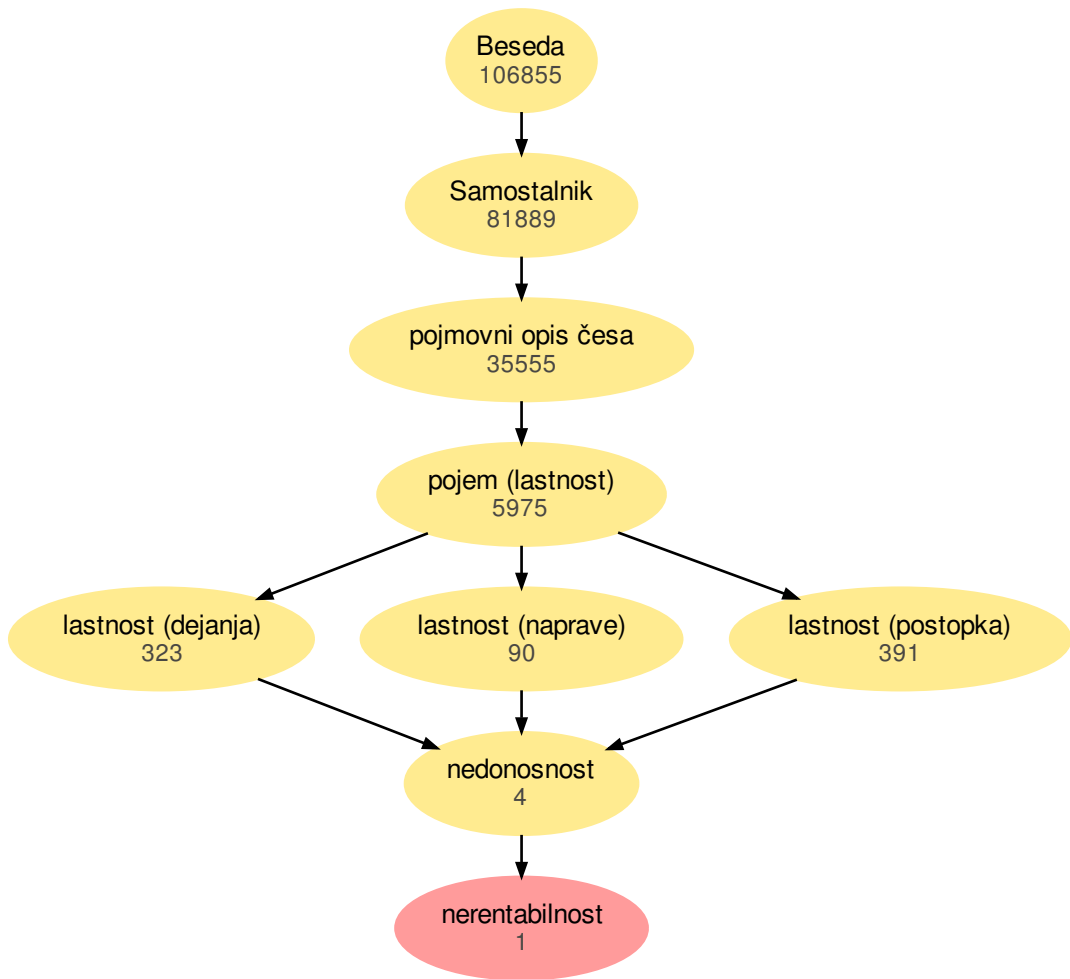 Beseda
106855
Samostalnik
81889
pojmovni opis česa
35555
pojem (lastnost)
5975
lastnost (dejanja)
323
lastnost (naprave)
90
lastnost (postopka)
391
nedonosnost
4
nerentabilnost
1